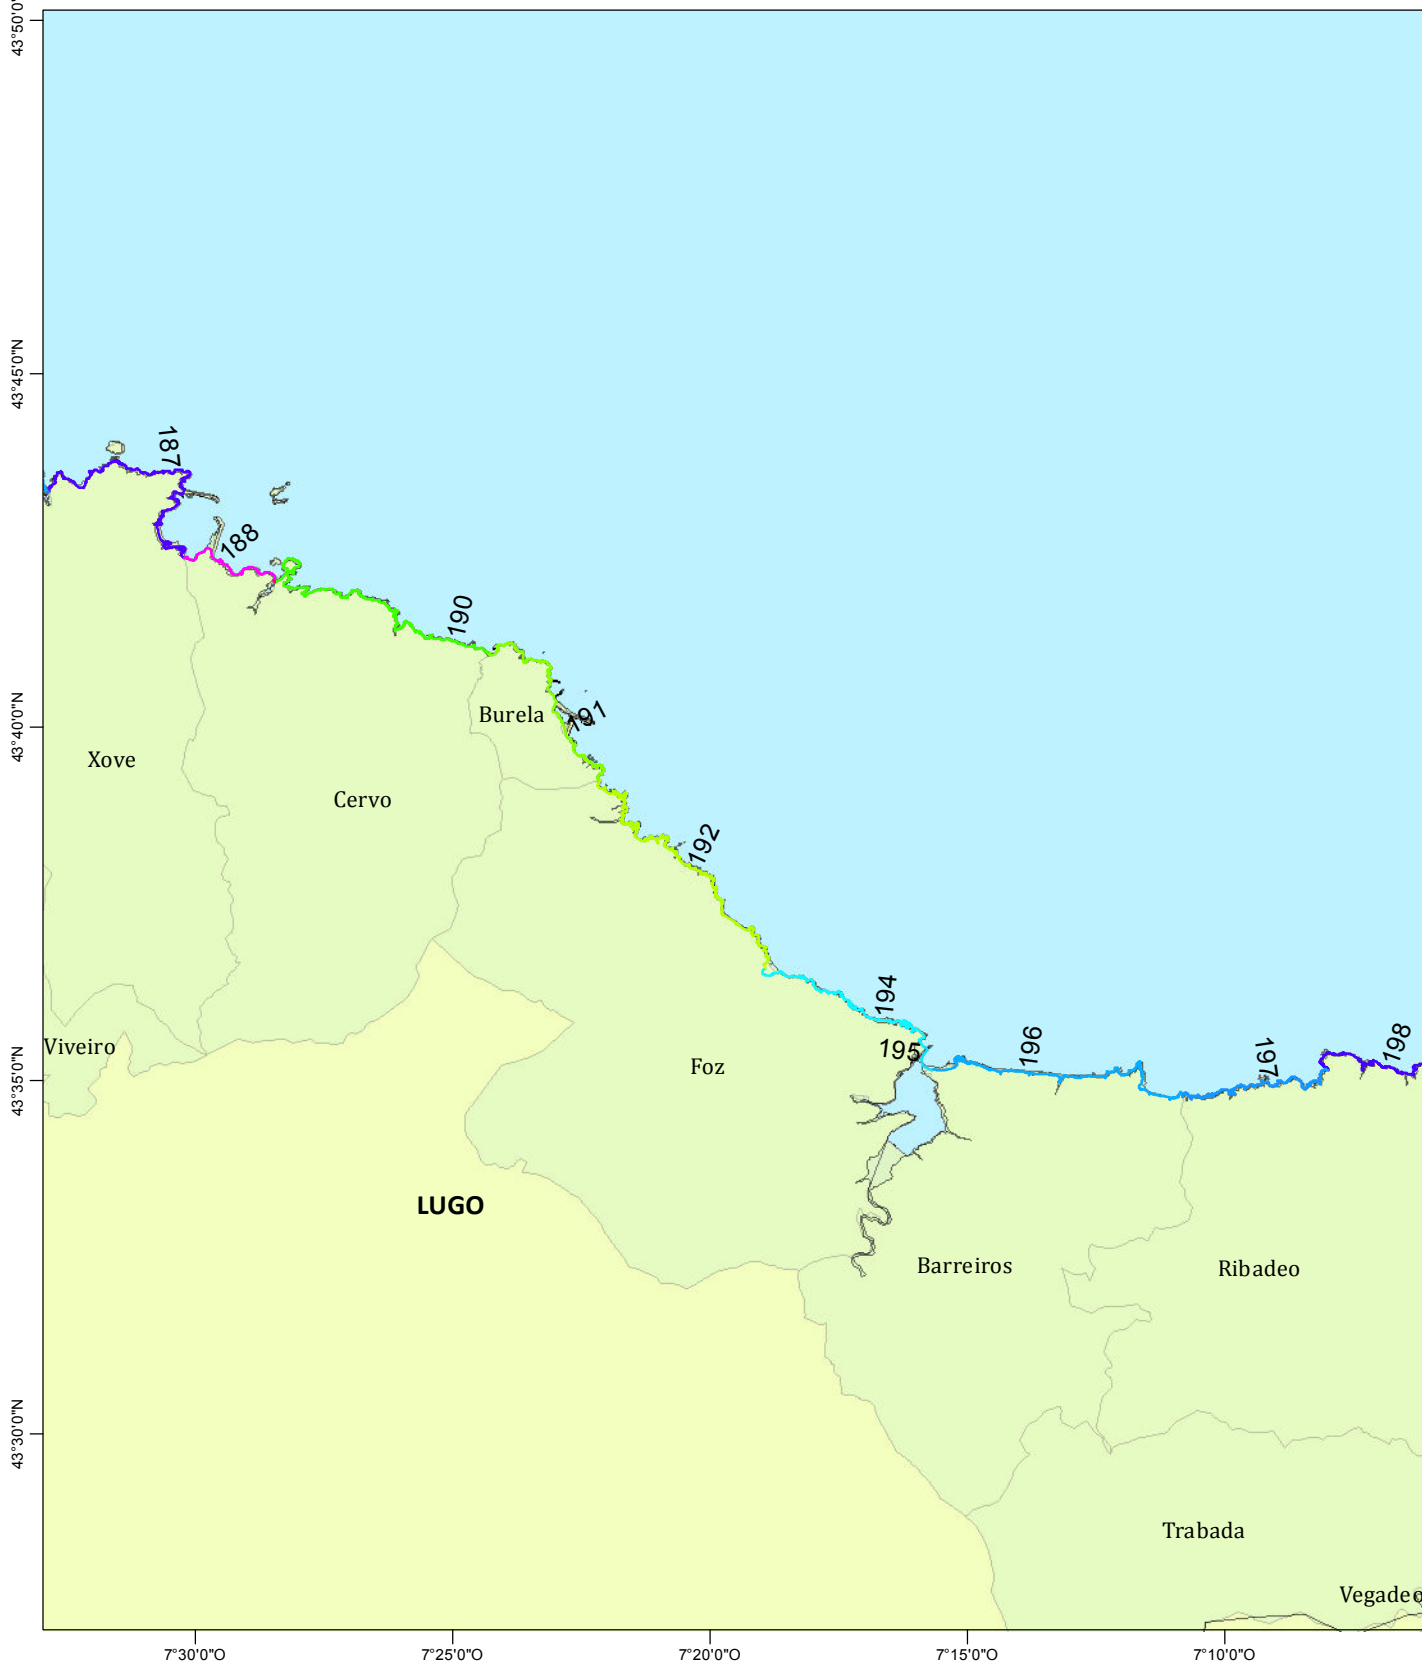 43°50'0"N
43°45'0"N
187
188
190
43°40'0"N
Burela
191
Xove
Cervo
192
194
195
196
197
198
Viveiro
Foz
43°35'0"N
LUGO
Barreiros
Ribadeo
43°30'0"N
Trabada
Vegadeo
7°30'0"O
7°25'0"O
7°20'0"O
7°15'0"O
7°10'0"O